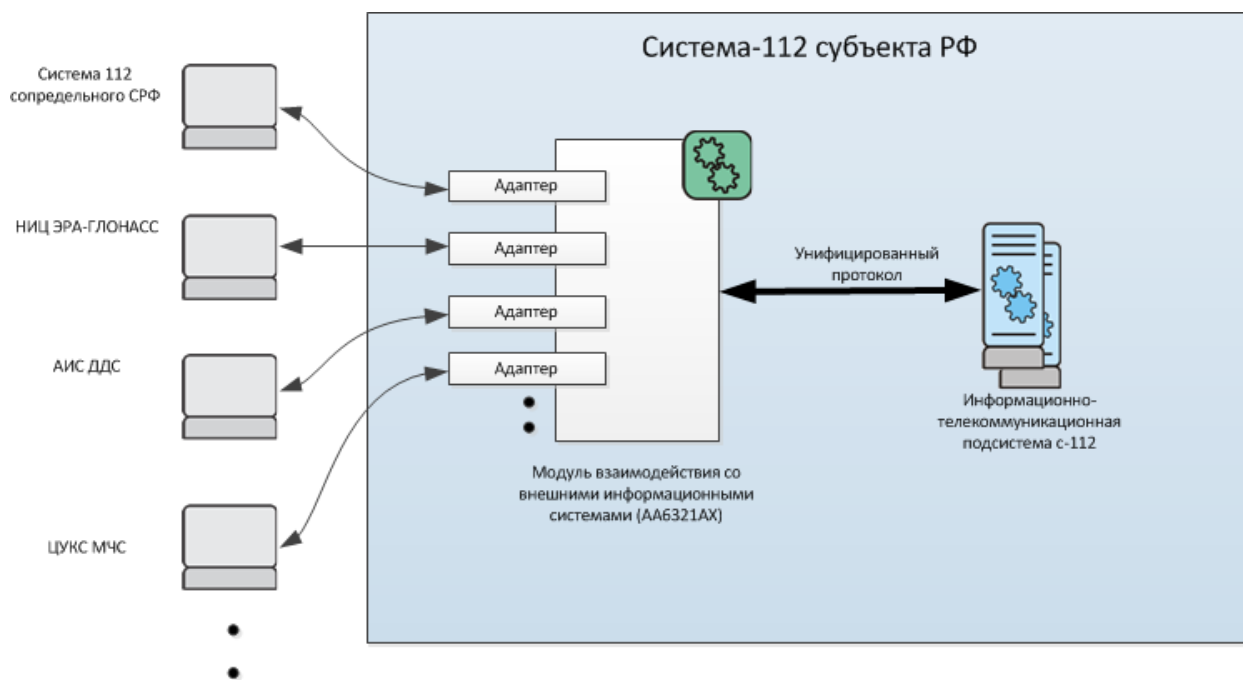 Система-112 субъекта РФ
Система 112
сопредельного СРФ
НИЦ ЭРА-ГЛОНАСС
АИС ДДС
ЦУКС МЧС
Адаптер
Адаптер
Адаптер
Адаптер
Модуль взаимодействия со
внешними информационными
системами (AA6321AX)
Унифицированный
протокол
Информационно-
телекоммуникационная
подсистема с-112